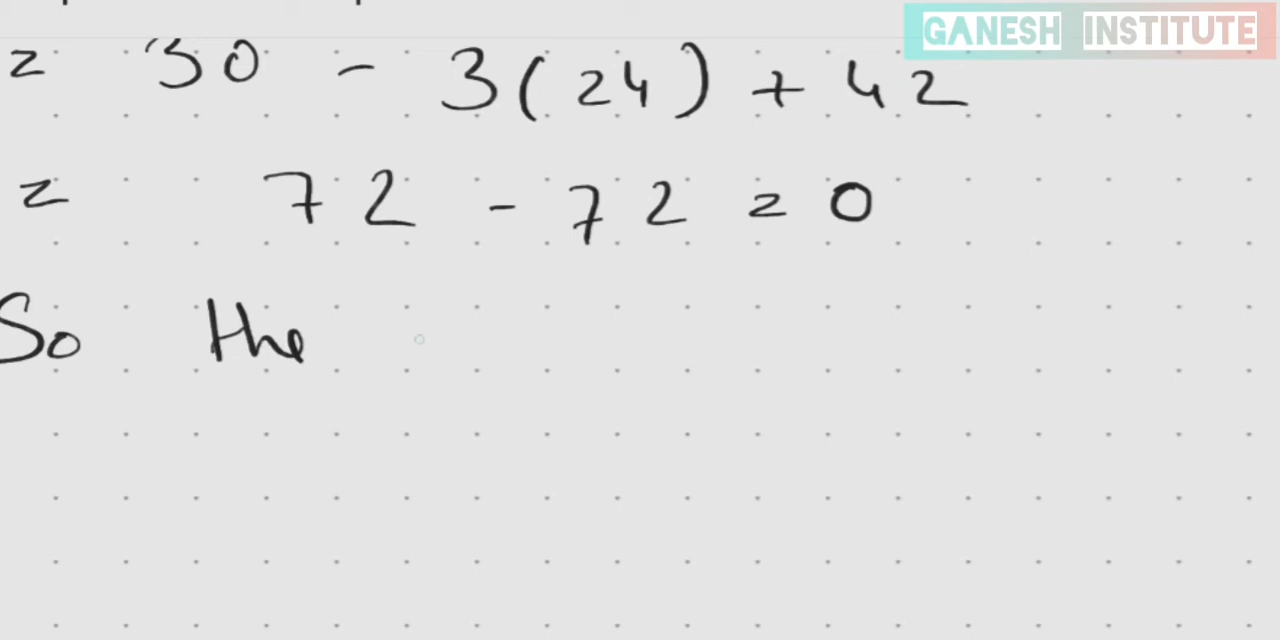 GANESH INSTITUTE
= 30 - 3(24) + 42
= 72 - 72 = 0
So the